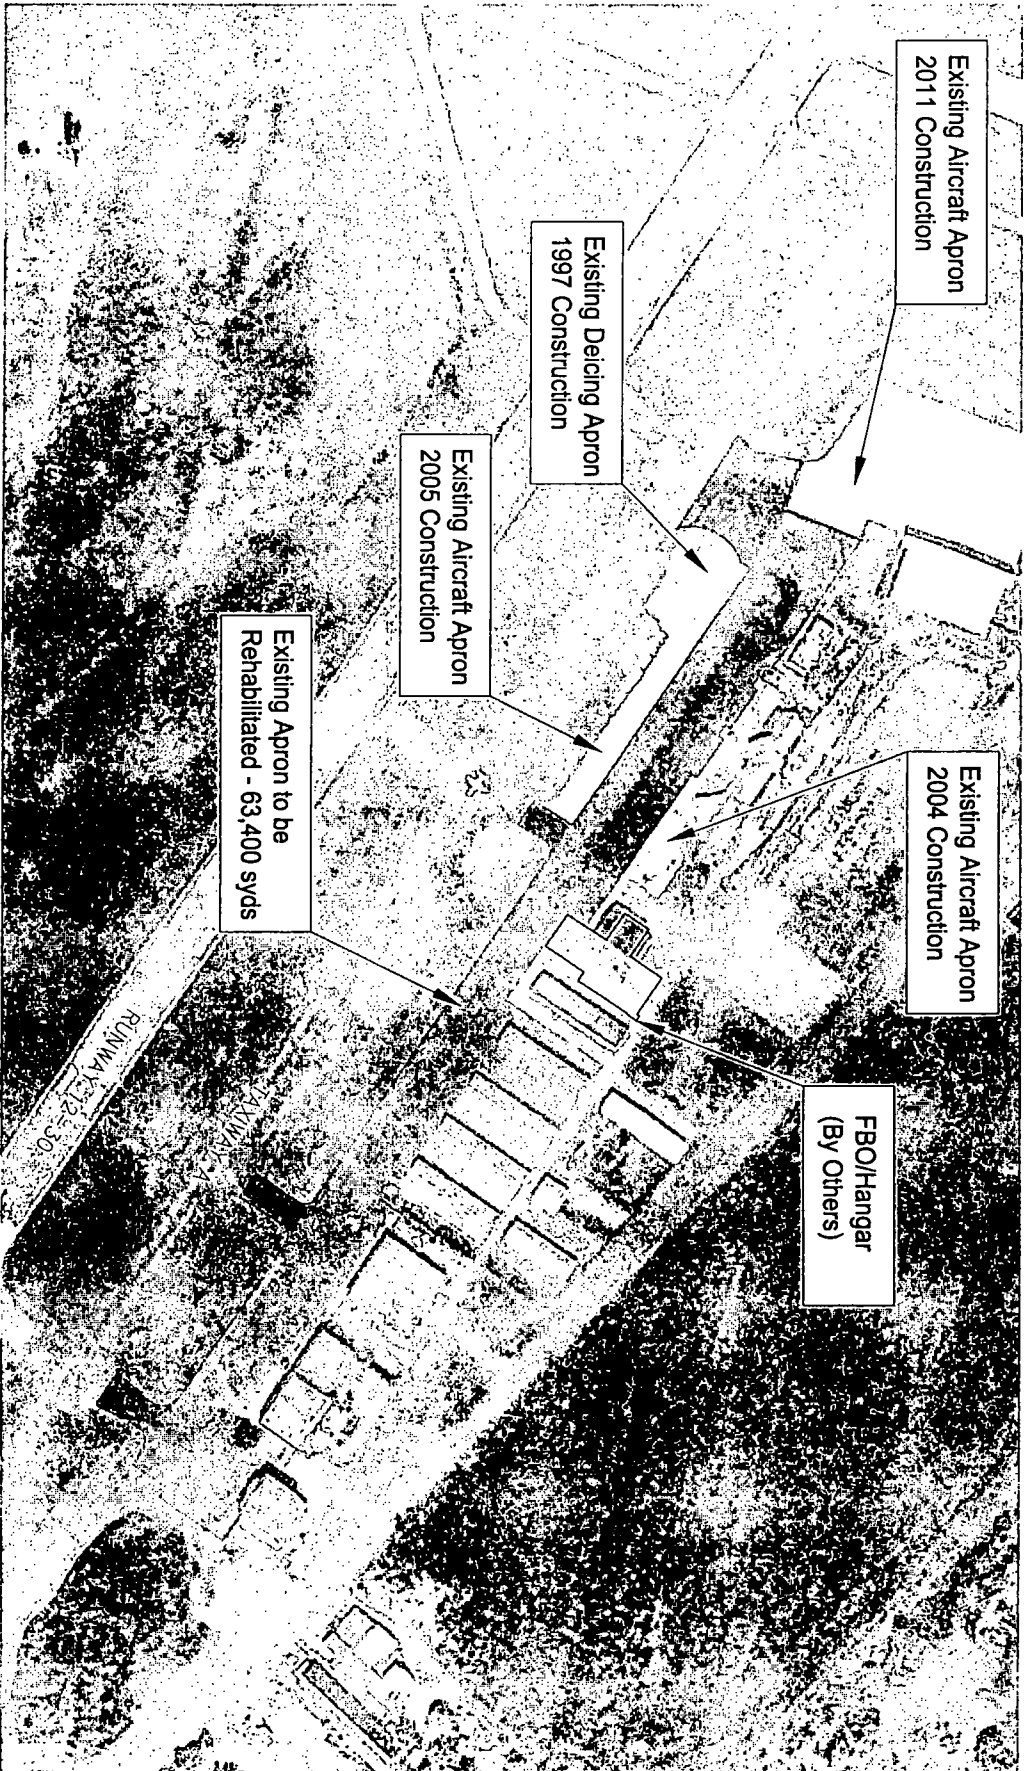 Existing Aircraft Apron
2011 Construction
Existing Deicing Apron
1997 Construction
Existing Aircraft Apron
2005 Construction
Existing Apron to be
Rehabilitated - 63,400 syds
Existing Aircraft Apron
2004 Construction
FBO/Hangar
(By Others)
RUNWAY 12-30
TAXIWAY A